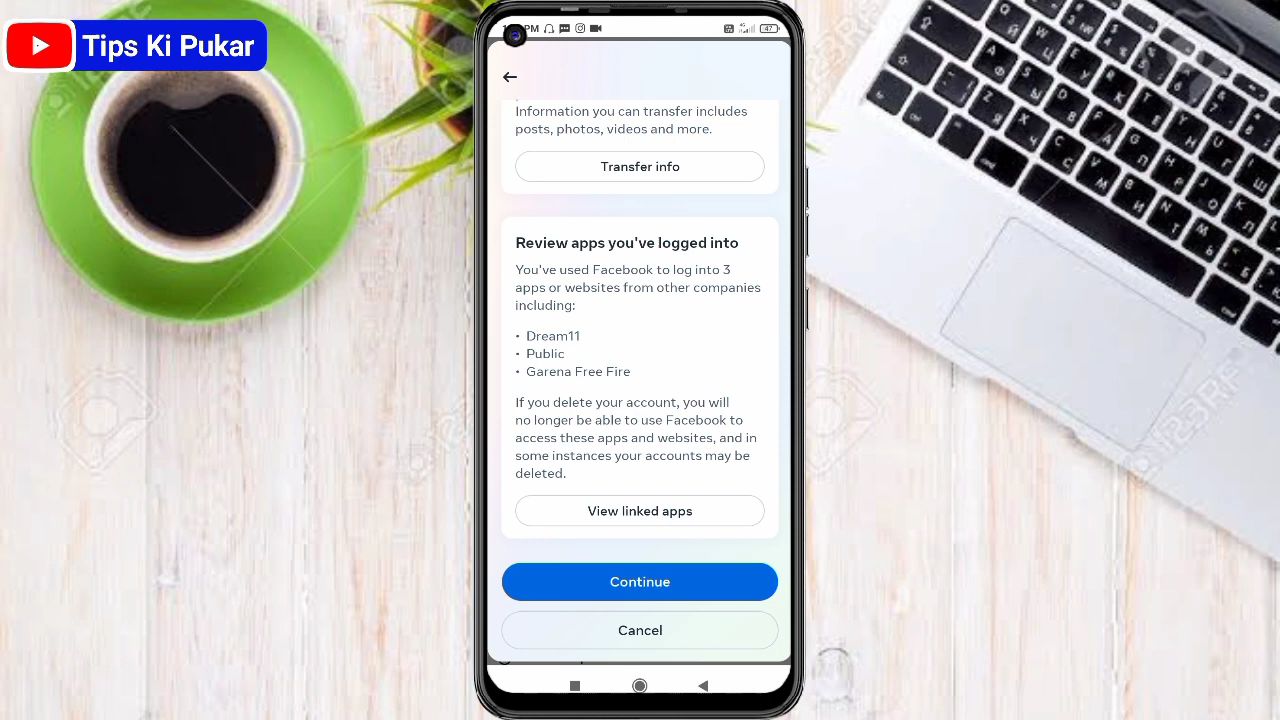 Tips Ki Pukar
PM
47
Information you can transfer includes
posts, photos, videos and more.
Transfer info
Review apps you've logged into
You've used Facebook to log into 3
apps or websites from other companies
including:
• Dream11
• Public
• Garena Free Fire
If you delete your account, you will
no longer be able to use Facebook to
access these apps and websites, and in
some instances your accounts may be
deleted.
View linked apps
Continue
Cancel
123RF